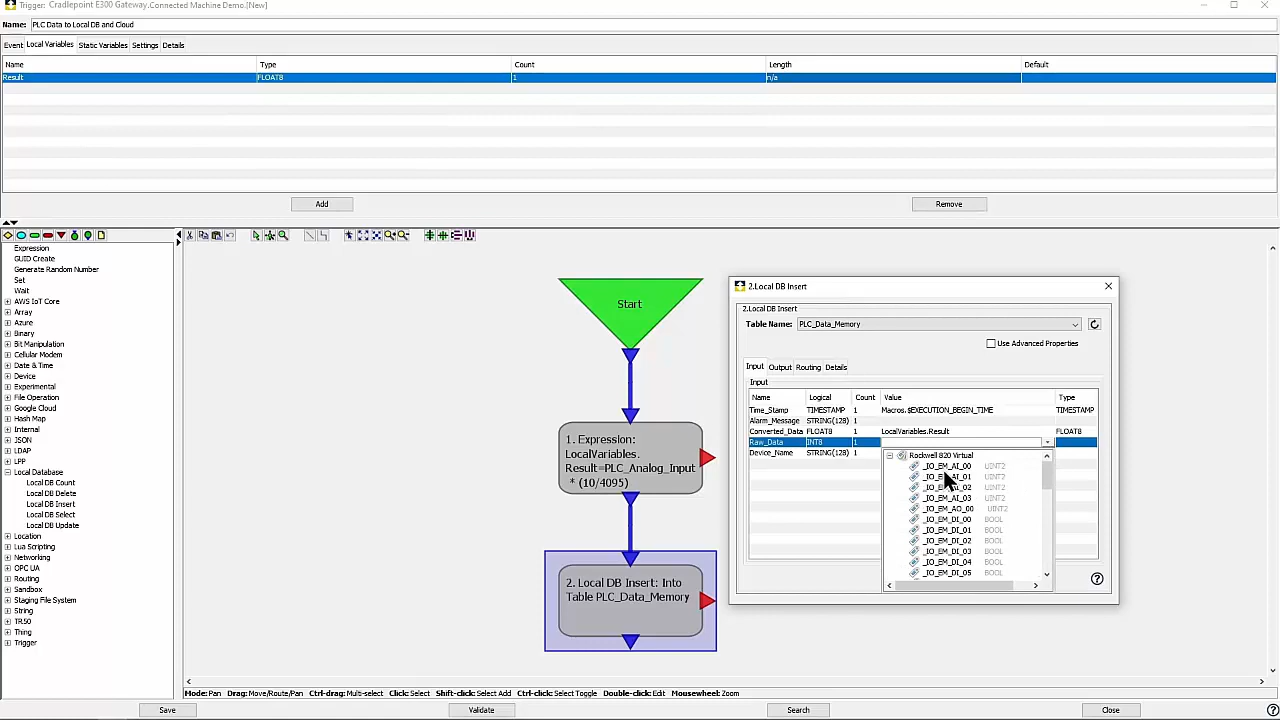 Trigger: Cradlepoint E300 Gateway.Connected Machine Demo.[New]
Name: PLC Data to Local DB and Cloud
Event Local Variables Static Variables Settings Details
Name Type Count Length Default
Result FLOAT8 1 n/a
Add Remove
Expression
GUID Create
Generate Random Number
Set
Wait
AWS IoT Core
Array
Azure
Binary
Bit Manipulation
Cellular Modem
Date & Time
Device
Experimental
File Operation
Google Cloud
Hash Map
Internal
JSON
LDAP
LPP
Local Database
Local DB Count
Local DB Delete
Local DB Insert
Local DB Select
Local DB Update
Location
Lua Scripting
Networking
OPC UA
Routing
Sandbox
Staging File System
String
TR50
Thing
Trigger
Start
1. Expression:
LocalVariables.
Result=PLC_Analog_Input
* (10/4095)
2. Local DB Insert: Into
Table PLC_Data_Memory
2.Local DB Insert
2.Local DB Insert
Table Name: PLC_Data_Memory
Use Advanced Properties
Input Output Routing Details
Input
Name Logical Count Value Type
Time_Stamp TIMESTAMP 1 Macros.$EXECUTION_BEGIN_TIME TIMESTAMP
Alarm_Message STRING(128) 1
Converted_Data FLOAT8 1 LocalVariables.Result FLOAT8
Raw_Data INT8 1
Device_Name STRING(128) 1
Rockwell 820 Virtual
_IO_EM_AI_00 UINT2
_IO_EM_AI_01 UINT2
_IO_EM_AI_02 UINT2
_IO_EM_AI_03 UINT2
_IO_EM_AO_00 UINT2
_IO_EM_DI_00 BOOL
_IO_EM_DI_01 BOOL
_IO_EM_DI_02 BOOL
_IO_EM_DI_03 BOOL
_IO_EM_DI_04 BOOL
_IO_EM_DI_05 BOOL
Mode: Pan Drag: Move/Route/Pan Ctrl-drag: Multi-select Click: Select Shift-click: Select Add Ctrl-click: Select Toggle Double-click: Edit Mousewheel: Zoom
Save Validate Search Close